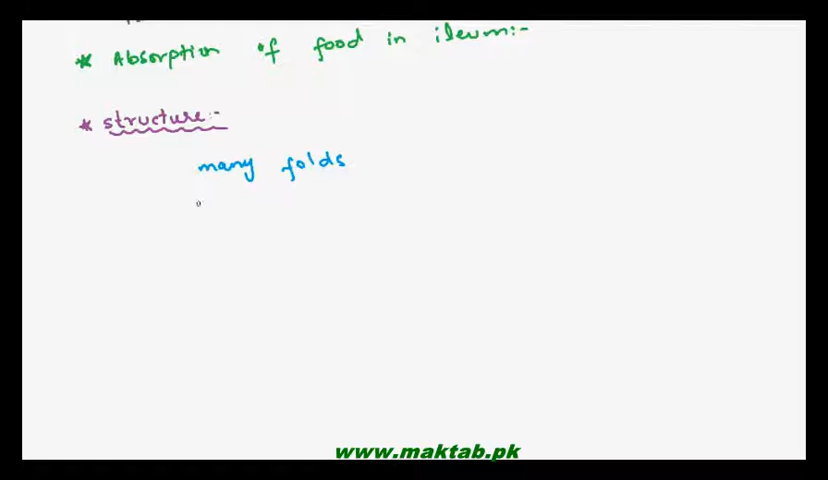 * Absorption of food in ileum:-
* structure:-
many folds
www.maktab.pk